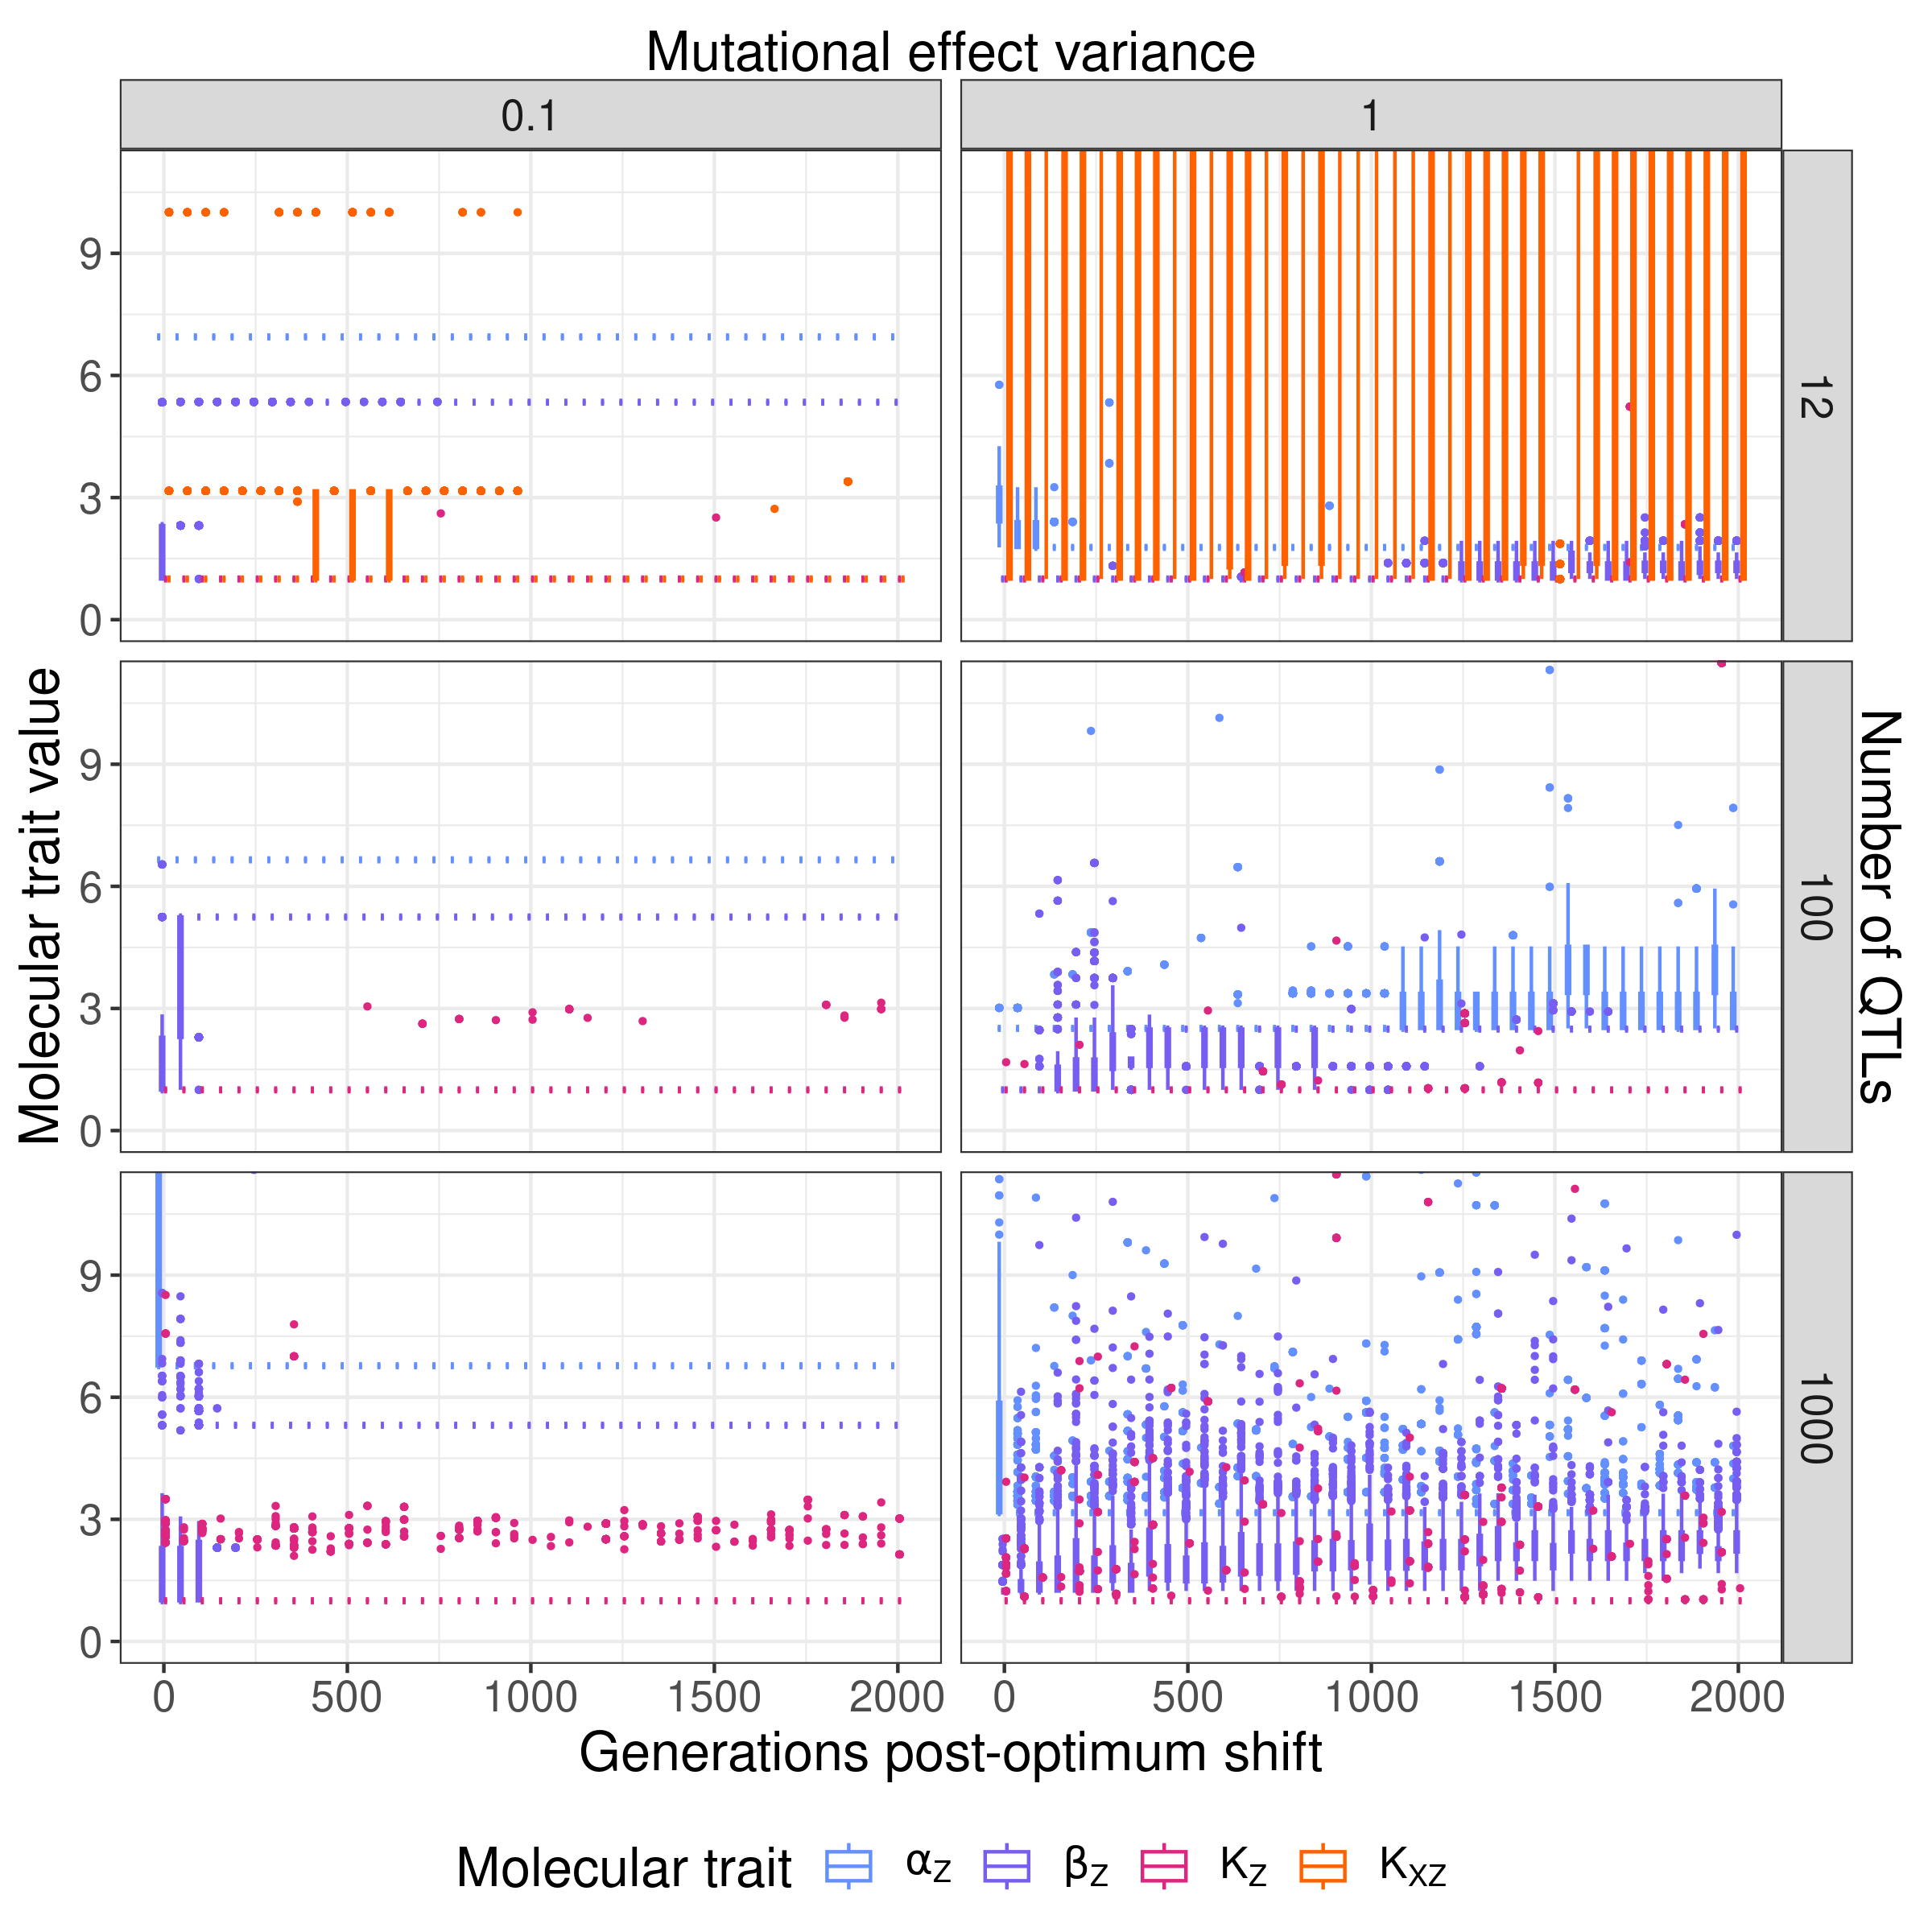 Mutational effect variance
0.1 1
Molecular trait value
9
6
3
0
12
9
6
3
0
100
Number of QTLs
9
6
3
0
1000
0 500 1000 1500 2000 0 500 1000 1500 2000
Generations post-optimum shift
Molecular trait αZ βZ KZ KXZ